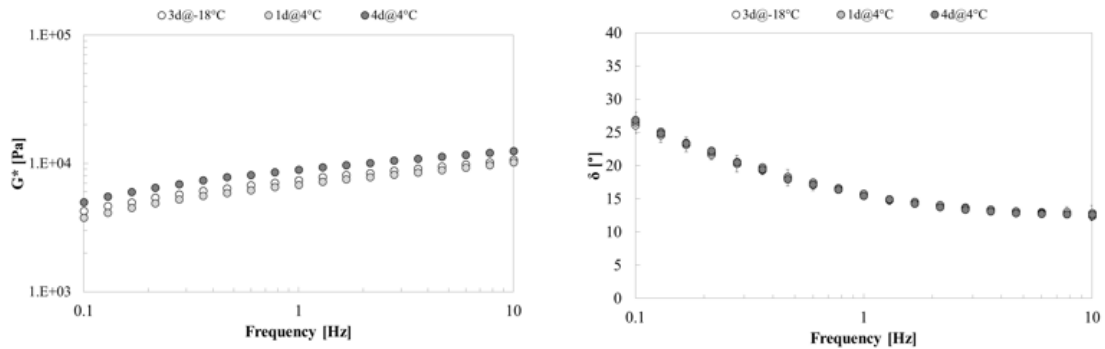 3d@-18°C 1d@4°C 4d@4°C
1.E+05
1.E+04
1.E+03
G* [Pa]
0.1 1 10
Frequency [Hz]
3d@-18°C 1d@4°C 4d@4°C
40
35
30
25
20
15
10
5
0
δ [°]
0.1 1 10
Frequency [Hz]